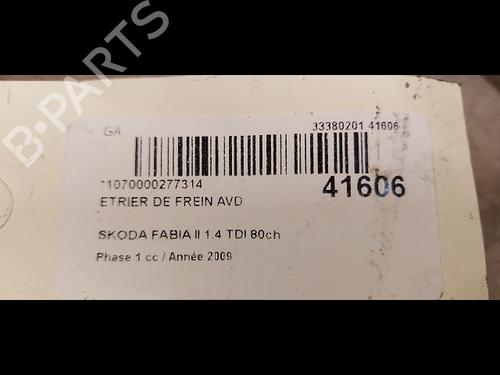 B-PARTS
GA
33380201 41606
*1070000277314
41606
ETRIER DE FREIN AVD
SKODA FABIA II 1.4 TDI 80ch
Phase 1 cc / Année 2009